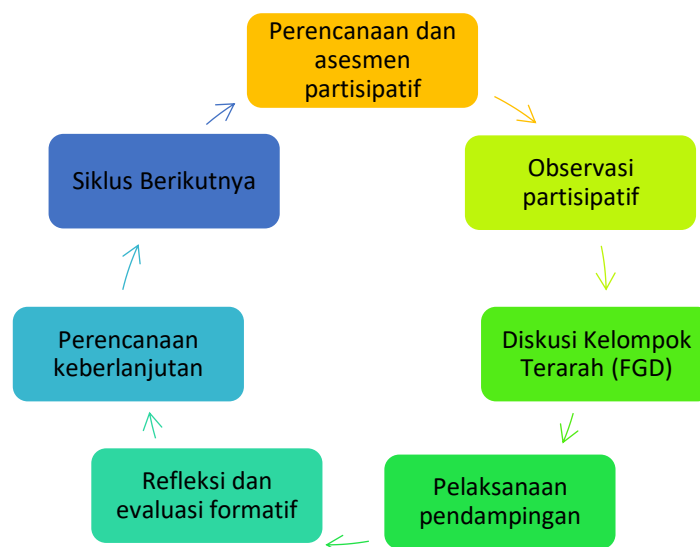 Perencanaan dan
asesmen
partisipatif
Observasi
partisipatif
Diskusi Kelompok
Terarah (FGD)
Pelaksanaan
pendampingan
Refleksi dan
evaluasi formatif
Perencanaan
keberlanjutan
Siklus Berikutnya